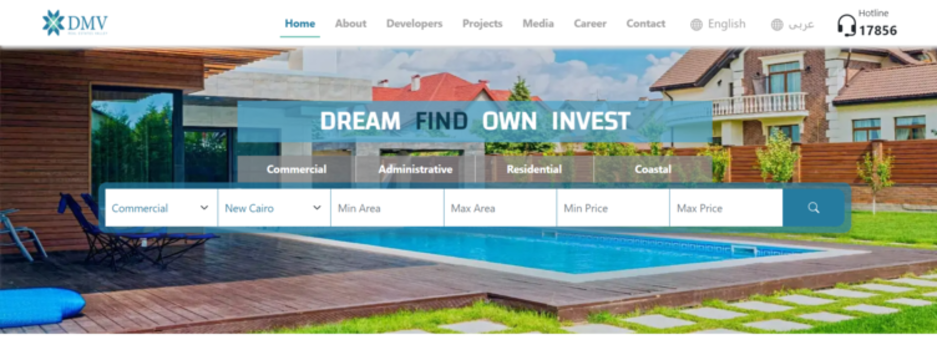 DMV
Home About Developers Projects Media Career Contact English عربى
Hotline
17856
DREAM FIND OWN INVEST
Commercial Administrative Residential Coastal
Commercial New Cairo Min Area Max Area Min Price Max Price